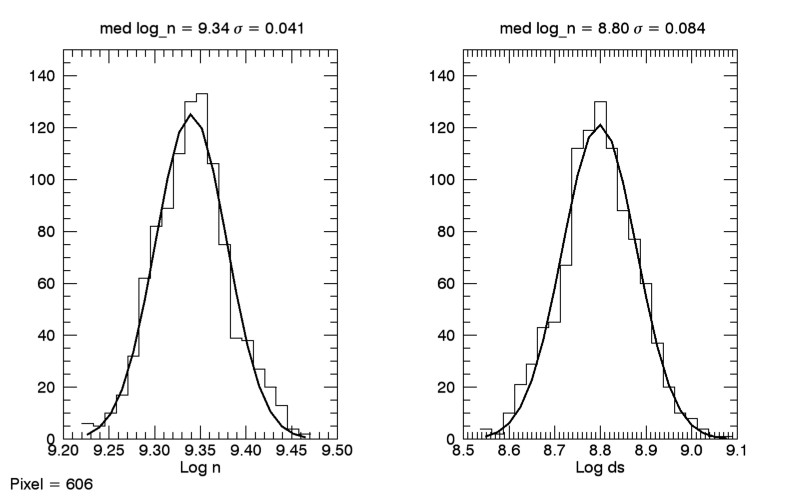 med log_n = 9.34 σ = 0.041
med log_n = 8.80 σ = 0.084
140
120
100
80
60
40
20
0
9.20 9.25 9.30 9.35 9.40 9.45 9.50
Log n
140
120
100
80
60
40
20
0
8.5 8.6 8.7 8.8 8.9 9.0 9.1
Log ds
Pixel = 606